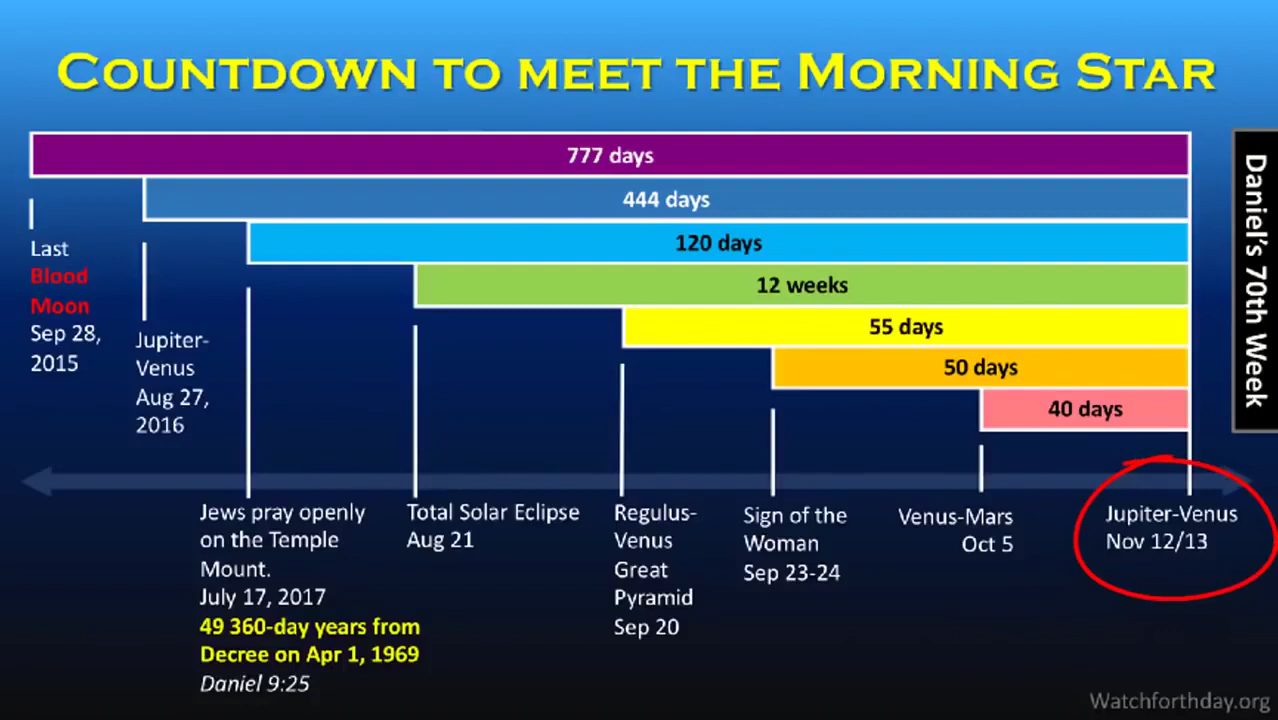 COUNTDOWN TO MEET THE MORNING STAR
777 days
444 days
120 days
12 weeks
55 days
50 days
40 days
Daniel's 70th Week
Last
Blood
Moon
Sep 28,
2015
Jupiter-
Venus
Aug 27,
2016
Jews pray openly
on the Temple
Mount.
July 17, 2017
49 360-day years from
Decree on Apr 1, 1969
Daniel 9:25
Total Solar Eclipse
Aug 21
Regulus-
Venus
Great
Pyramid
Sep 20
Sign of the
Woman
Sep 23-24
Venus-Mars
Oct 5
Jupiter-Venus
Nov 12/13
Watchforthday.org